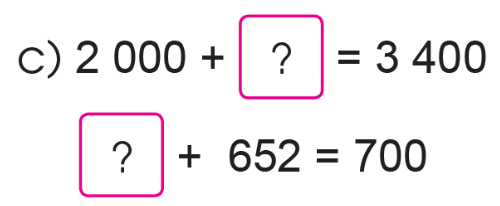 c) 2 000 + ? = 3 400
? + 652 = 700